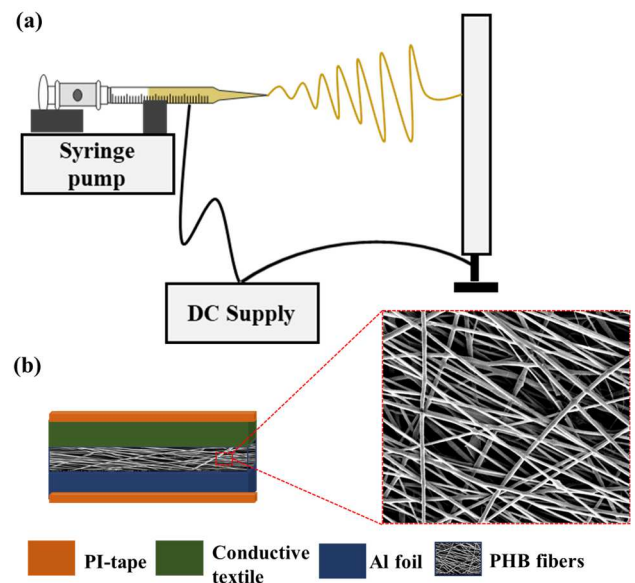 (a)
Syringe
pump
DC Supply
(b)
PI-tape
Conductive
textile
Al foil
PHB fibers